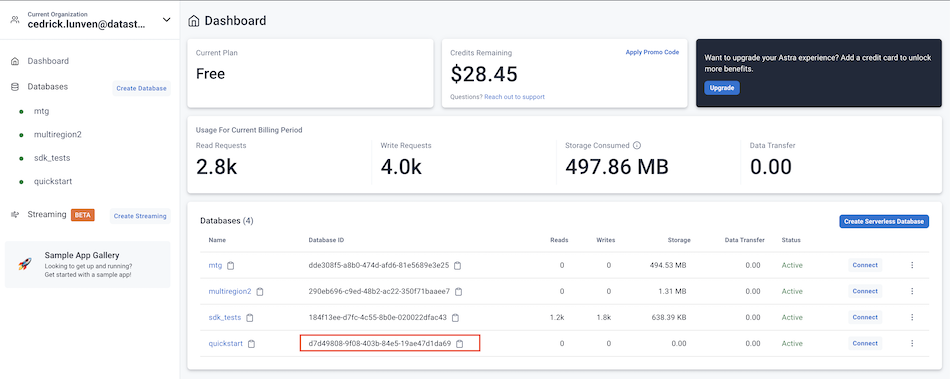 Current Organization
cedrick.lunven@datast...
Dashboard
Databases
Create Database
mtg
multiregion2
sdk_tests
quickstart
Streaming BETA
Create Streaming
Sample App Gallery
Looking to get up and running?
Get started with a sample app!
Dashboard
Current Plan
Free
Credits Remaining
Apply Promo Code
$28.45
Questions? Reach out to support
Want to upgrade your Astra experience? Add a credit card to unlock
more benefits.
Upgrade
Usage For Current Billing Period
Read Requests
2.8k
Write Requests
4.0k
Storage Consumed
497.86 MB
Data Transfer
0.00
Databases (4)
Create Serverless Database
Name Database ID Reads Writes Storage Data Transfer Status
mtg dde308f5-a8b0-474d-afd6-81e5689e3e25 0 0 494.53 MB 0.00 Active Connect
multiregion2 290eb696-c9ed-48b2-ac22-350f71baaee7 0 0 1.31 MB 0.00 Active Connect
sdk_tests 184f13ee-d7fc-4c55-8b0e-020022dfac43 1.2k 1.8k 638.39 KB 0.00 Active Connect
quickstart d7d49808-9f08-403b-84e5-19ae47d1da69 0 0 0.00 0.00 Active Connect